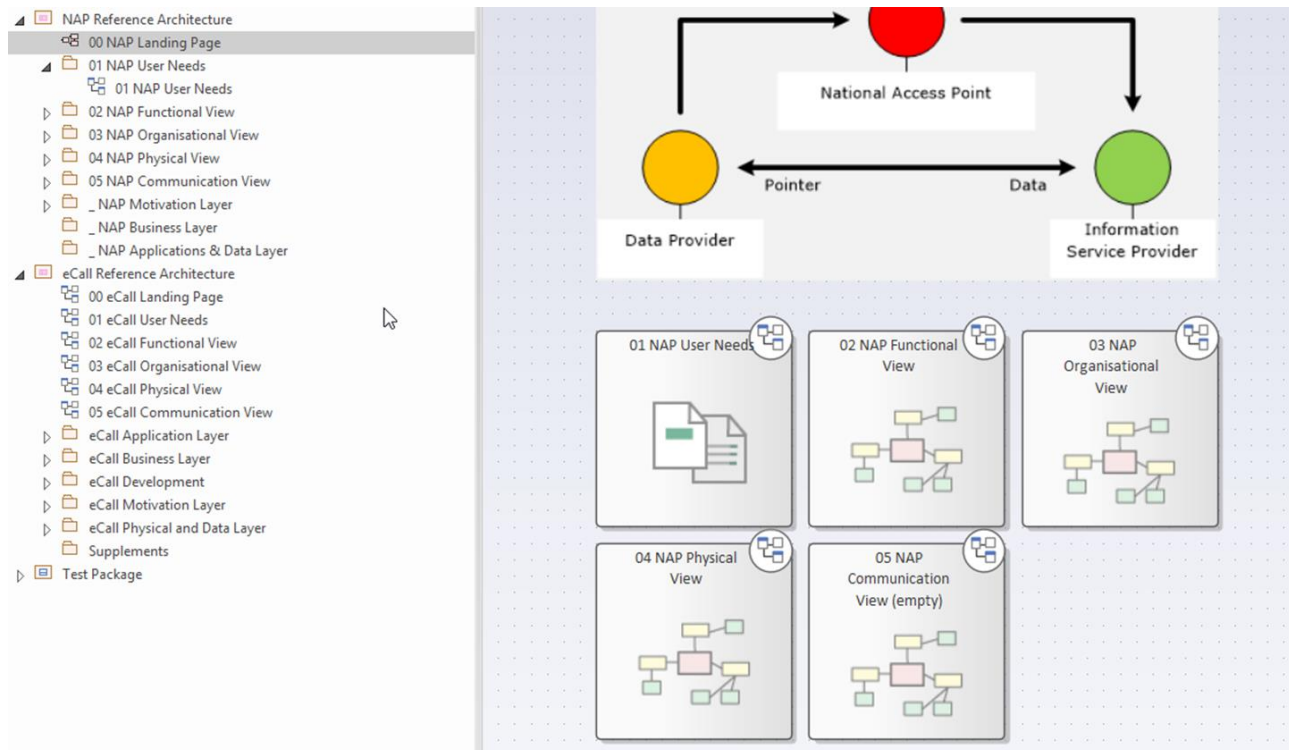 NAP Reference Architecture
00 NAP Landing Page
01 NAP User Needs
01 NAP User Needs
02 NAP Functional View
03 NAP Organisational View
04 NAP Physical View
05 NAP Communication View
_ NAP Motivation Layer
_ NAP Business Layer
_ NAP Applications & Data Layer
eCall Reference Architecture
00 eCall Landing Page
01 eCall User Needs
02 eCall Functional View
03 eCall Organisational View
04 eCall Physical View
05 eCall Communication View
eCall Application Layer
eCall Business Layer
eCall Development
eCall Motivation Layer
eCall Physical and Data Layer
Supplements
Test Package
National Access Point
Pointer
Data
Data Provider
Information
Service Provider
01 NAP User Needs
02 NAP Functional
View
03 NAP
Organisational
View
04 NAP Physical
View
05 NAP
Communication
View (empty)